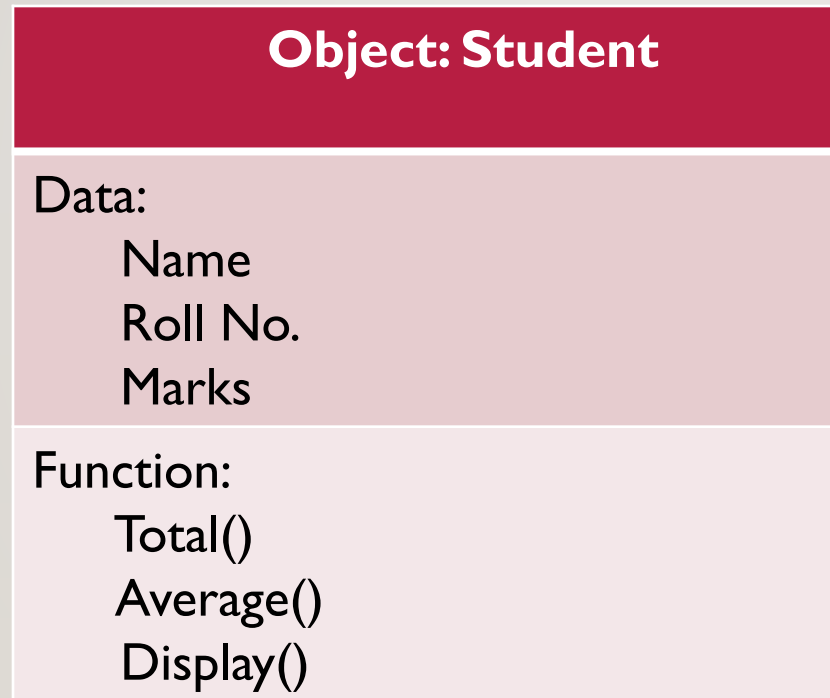 Object: Student
Data:
Name
Roll No.
Marks
Function:
Total()
Average()
Display()